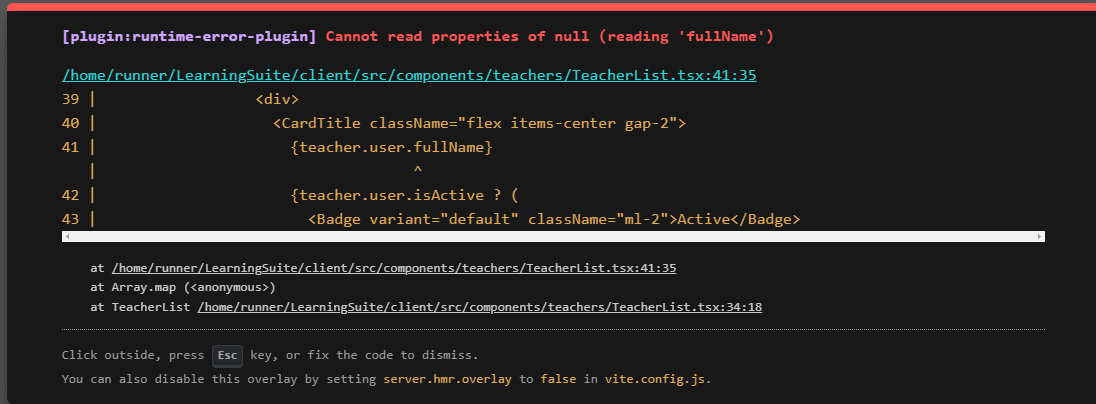 [plugin:runtime-error-plugin] Cannot read properties of null (reading 'fullName')
/home/runner/LearningSuite/client/src/components/teachers/TeacherList.tsx:41:35
39 |                  <div>
40 |                    <CardTitle className="flex items-center gap-2">
41 |                      {teacher.user.fullName}
   |                                    ^
42 |                      {teacher.user.isActive ? (
43 |                        <Badge variant="default" className="ml-2">Active</Badge>
at /home/runner/LearningSuite/client/src/components/teachers/TeacherList.tsx:41:35
at Array.map (<anonymous>)
at TeacherList /home/runner/LearningSuite/client/src/components/teachers/TeacherList.tsx:34:18
Click outside, press Esc key, or fix the code to dismiss.
You can also disable this overlay by setting server.hmr.overlay to false in vite.config.js.